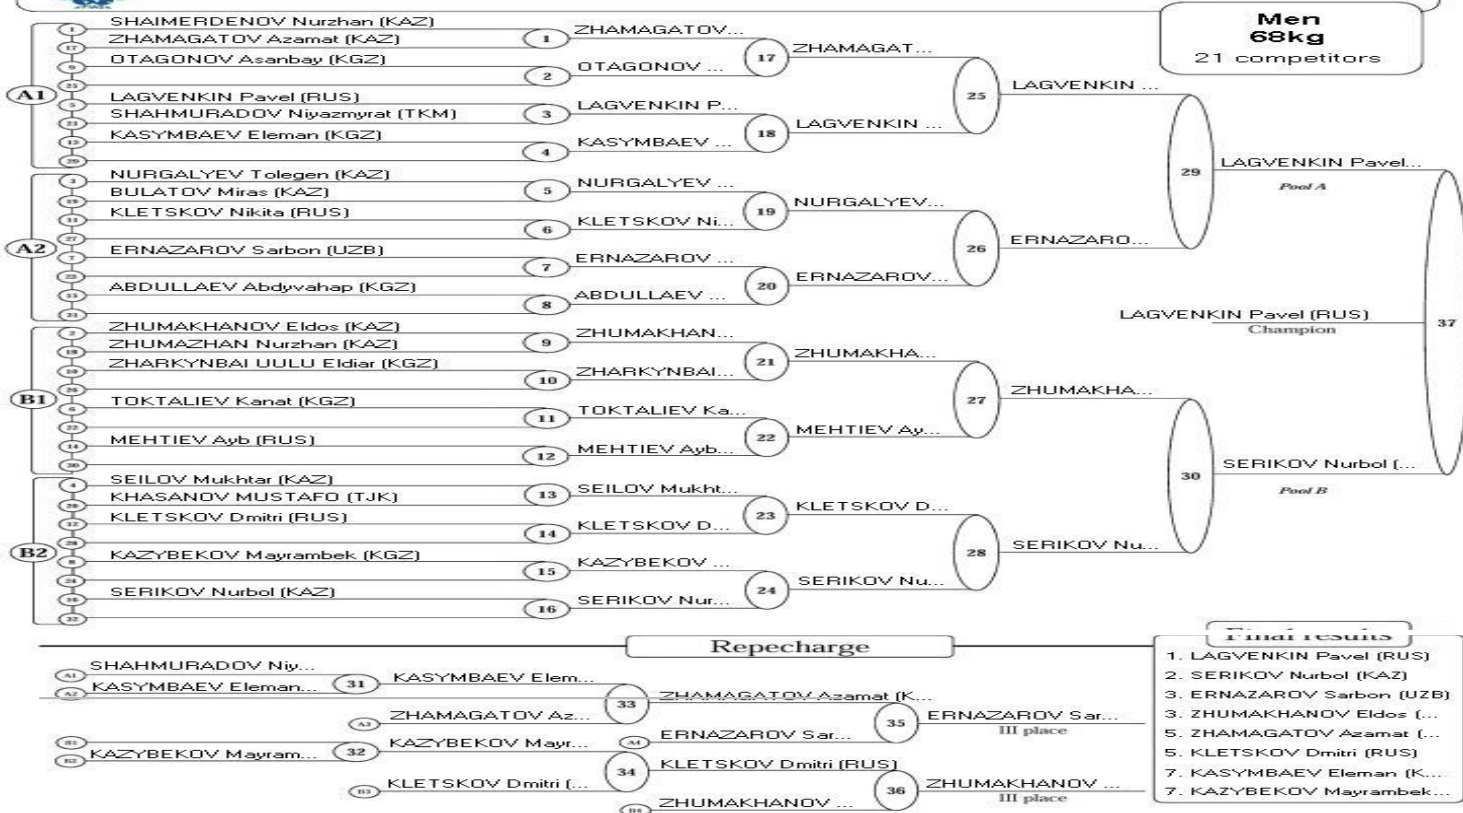 Men
68kg
21 competitors
A1
SHAIMERDENOV Nurzhan (KAZ)
ZHAMAGATOV Azamat (KAZ)
OTAGONOV Asanbay (KGZ)
LAGVENKIN Pavel (RUS)
SHAHMURADOV Niyazmyrat (TKM)
KASYMBAEV Eleman (KGZ)
A2
NURGALYEV Tolegen (KAZ)
BULATOV Miras (KAZ)
KLETSKOV Nikita (RUS)
ERNAZAROV Sarbon (UZB)
ABDULLAEV Abdyvahap (KGZ)
B1
ZHUMAKHANOV Eldos (KAZ)
ZHUMAZHAN Nurzhan (KAZ)
ZHARKYNBAI UULU Eldiar (KGZ)
TOKTALIEV Kanat (KGZ)
MEHTIEV Ayb (RUS)
B2
SEILOV Mukhtar (KAZ)
KHASANOV MUSTAFO (TJK)
KLETSKOV Dmitri (RUS)
KAZYBEKOV Mayrambek (KGZ)
SERIKOV Nurbol (KAZ)
1 ZHAMAGATOV...
2 OTAGONOV ...
3 LAGVENKIN P...
4 KASYMBAEV ...
5 NURGALYEV ...
6 KLETSKOV Ni...
7 ERNAZAROV ...
8 ABDULLAEV ...
9 ZHUMAKHAN...
10 ZHARKYNBAI...
11 TOKTALIEV Ka...
12 MEHTIEV Ayb...
13 SEILOV Mukht...
14 KLETSKOV D...
15 KAZYBEKOV ...
16 SERIKOV Nur...
17 ZHAMAGAT...
18 LAGVENKIN ...
19 NURGALYEV...
20 ERNAZAROV...
21 ZHUMAKHA...
22 MEHTIEV Ay...
23 KLETSKOV D...
24 SERIKOV Nu...
25 LAGVENKIN ...
26 ERNAZARO...
27 ZHUMAKHA...
28 SERIKOV Nu...
29 LAGVENKIN Pavel...
Pool A
30 SERIKOV Nurbol (...
Pool B
37
LAGVENKIN Pavel (RUS)
Champion
Repechage
A1 SHAHMURADOV Niy...
A2 KASYMBAEV Eleman...
31 KASYMBAEV Elem...
A3 ZHAMAGATOV Az...
33 ZHAMAGATOV Azamat (K...
A4 ERNAZAROV Sar...
35 ERNAZAROV Sar...
III place
B1
B2 KAZYBEKOV Mayram...
32 KAZYBEKOV Mayr...
B3 KLETSKOV Dmitri (...
34 KLETSKOV Dmitri (RUS)
B4 ZHUMAKHANOV ...
36 ZHUMAKHANOV ...
III place
Final results
1. LAGVENKIN Pavel (RUS)
2. SERIKOV Nurbol (KAZ)
3. ERNAZAROV Sarbon (UZB)
3. ZHUMAKHANOV Eldos (...
5. ZHAMAGATOV Azamat (...
5. KLETSKOV Dmitri (RUS)
7. KASYMBAEV Eleman (K...
7. KAZYBEKOV Mayrambek...